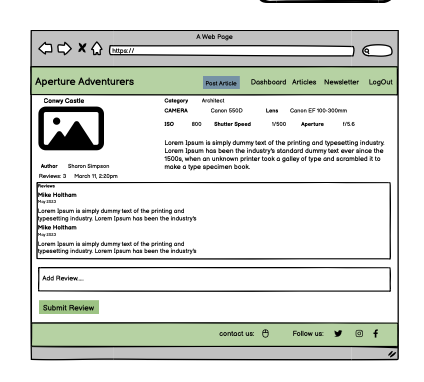 A Web Page
https://
Aperture Adventurers
Post Article Dashboard Articles Newsletter LogOut
Conwy Castle
Category Architect
CAMERA Canon 550D Lens Canon EF 100-300mm
ISO 800 Shutter Speed 1/500 Aperture f/5.6
Lorem Ipsum is simply dummy text of the printing and typesetting industry.
Lorem Ipsum has been the industry's standard dummy text ever since the
1500s, when an unknown printer took a galley of type and scrambled it to
make a type specimen book.
Author Sharon Simpson
Reviews: 3 March 11, 2:20pm
Reviews
Mike Holtham
May 2023
Lorem Ipsum is simply dummy text of the printing and
typesetting industry. Lorem Ipsum has been the industry's
Mike Holtham
May 2023
Lorem Ipsum is simply dummy text of the printing and
typesetting industry. Lorem Ipsum has been the industry's
Add Review....
Submit Review
contact us: Follow us: